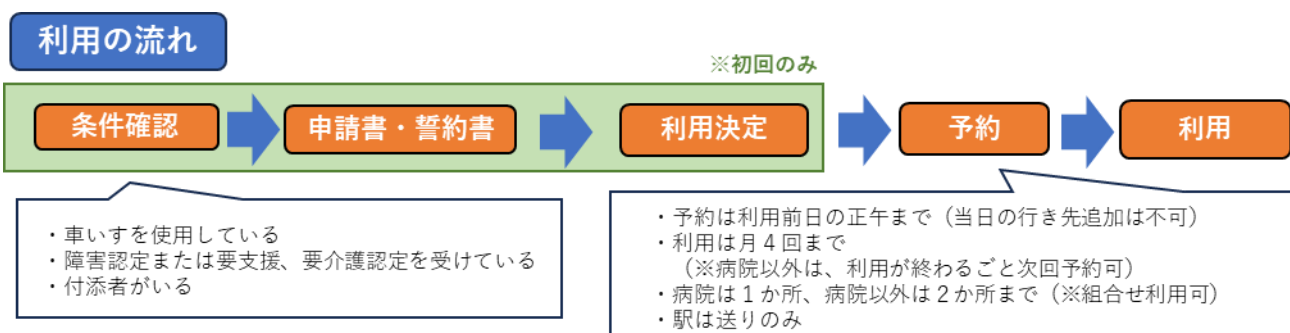 利用の流れ
※初回のみ
条件確認
申請書・誓約書
利用決定
予約
利用
・車いすを使用している
・障害認定または要支援、要介護認定を受けている
・付添者がいる
・予約は利用前日の正午まで（当日の行き先追加は不可）
・利用は月４回まで
（※病院以外は、利用が終わるごと次回予約可）
・病院は１か所、病院以外は２か所まで（※組合せ利用可）
・駅は送りのみ